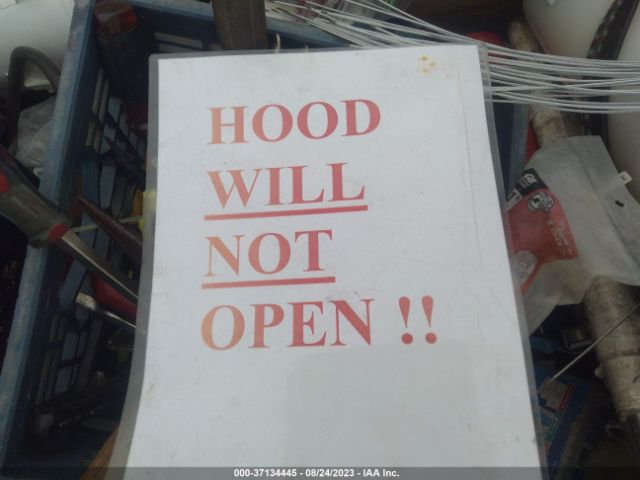 HOOD
WILL
NOT
OPEN !!
000-37134445 - 08/24/2023 - IAA Inc.